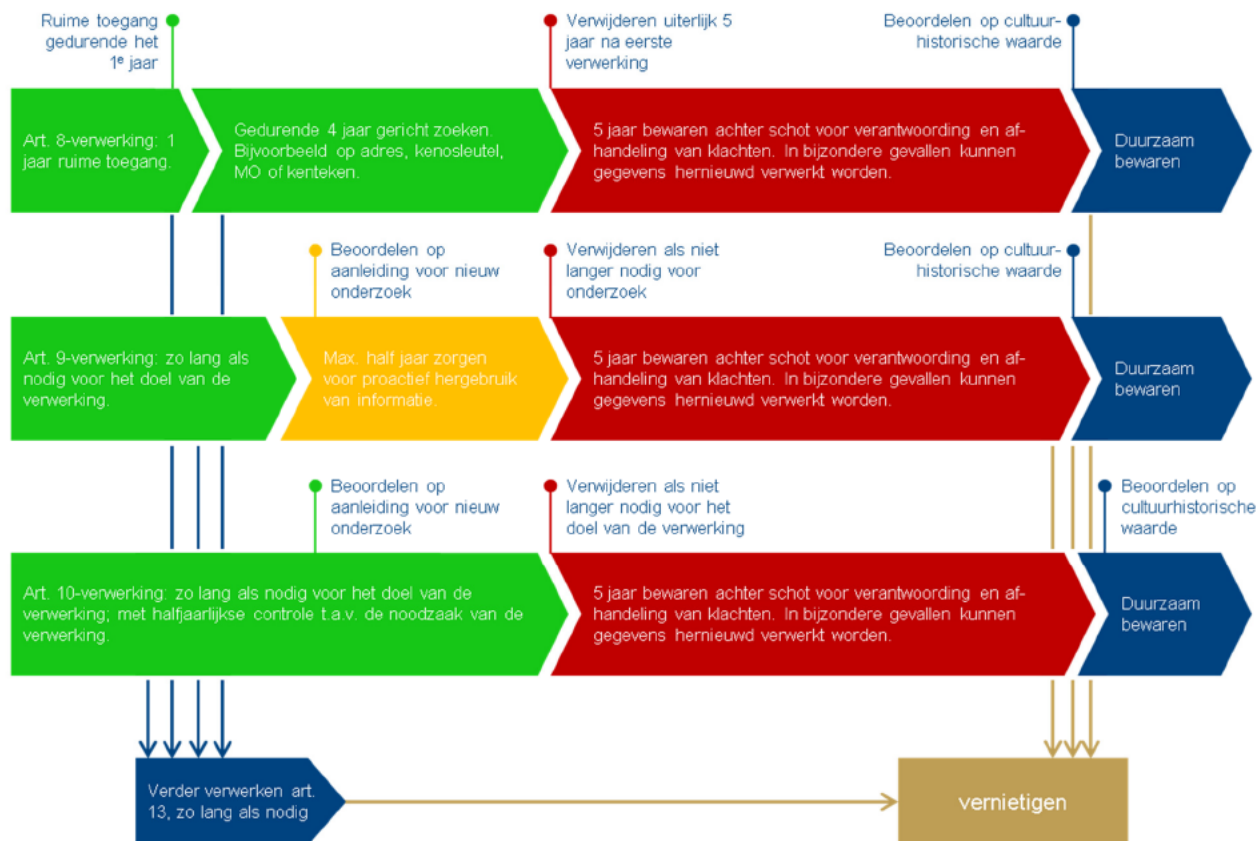 Ruime toegang
gedurende het
1e jaar
Verwijderen uiterlijk 5
jaar na eerste
verwerking
Beoordelen op cultuur-
historische waarde
Art. 8-verwerking: 1
jaar ruime toegang.
Gedurende 4 jaar gericht zoeken.
Bijvoorbeeld op adres, kenosleutel,
MO of kenteken.
5 jaar bewaren achter schot voor verantwoording en af-
handeling van klachten. In bijzondere gevallen kunnen
gegevens hernieuwd verwerkt worden.
Duurzaam
bewaren
Beoordelen op
aanleiding voor nieuw
onderzoek
Verwijderen als niet
langer nodig voor
onderzoek
Beoordelen op cultuur-
historische waarde
Art. 9-verwerking: zo lang als
nodig voor het doel van de
verwerking.
Max. half jaar zorgen
voor proactief hergebruik
van informatie.
5 jaar bewaren achter schot voor verantwoording en af-
handeling van klachten. In bijzondere gevallen kunnen
gegevens hernieuwd verwerkt worden.
Duurzaam
bewaren
Beoordelen op
aanleiding voor nieuw
onderzoek
Verwijderen als niet
langer nodig voor het
doel van de verwerking
Beoordelen op
cultuurhistorische
waarde
Art. 10-verwerking: zo lang als nodig voor het doel van de
verwerking; met halfjaarlijkse controle t.a.v. de noodzaak van de
verwerking.
5 jaar bewaren achter schot voor verantwoording en af-
handeling van klachten. In bijzondere gevallen kunnen
gegevens hernieuwd verwerkt worden.
Duurzaam
bewaren
Verder verwerken art.
13, zo lang als nodig
vernietigen